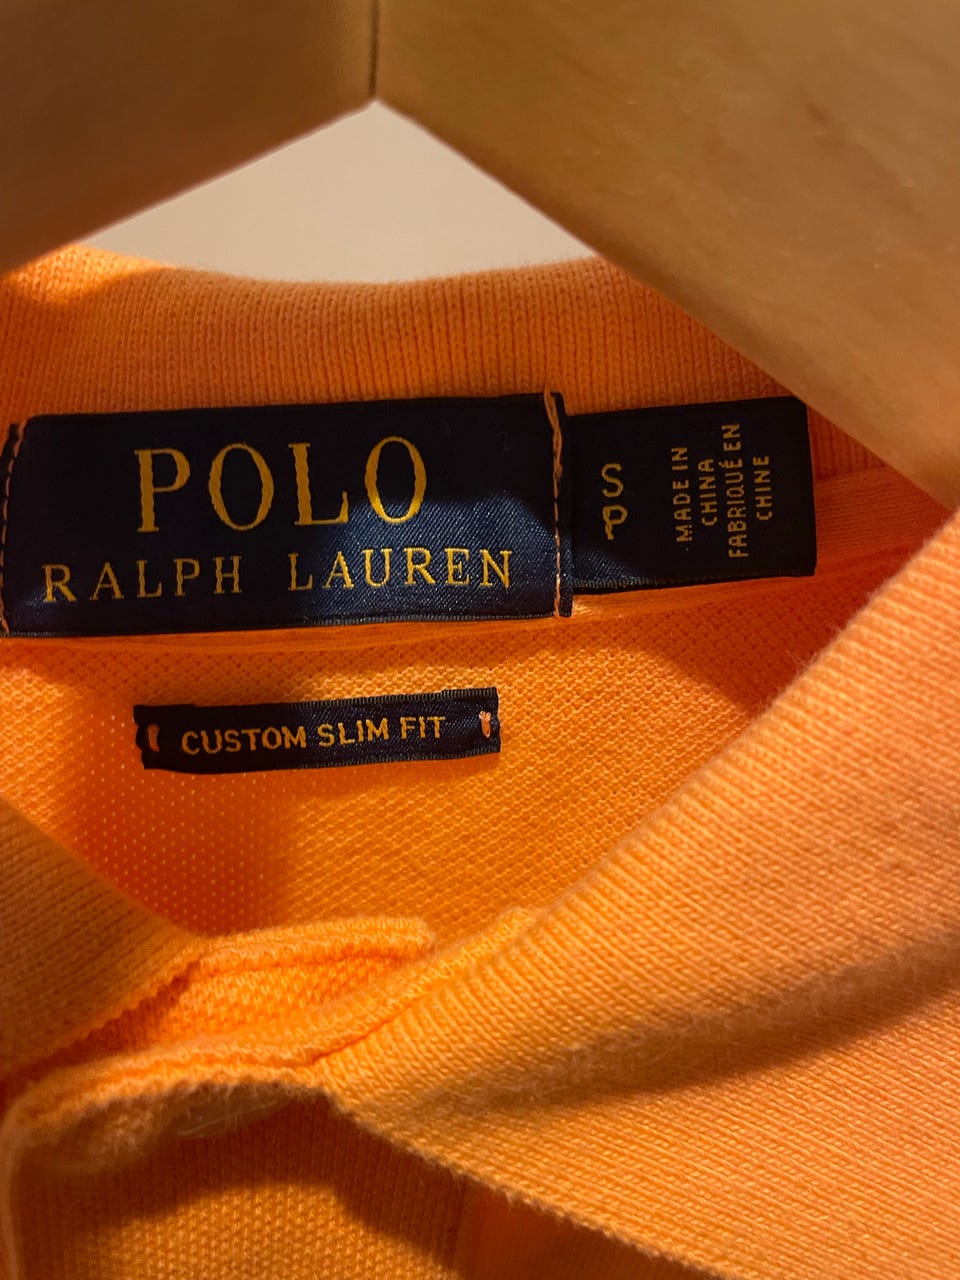 POLO
RALPH LAUREN
S
P
MADE IN
CHINA
FABRIQUÉ EN
CHINE
CUSTOM SLIM FIT